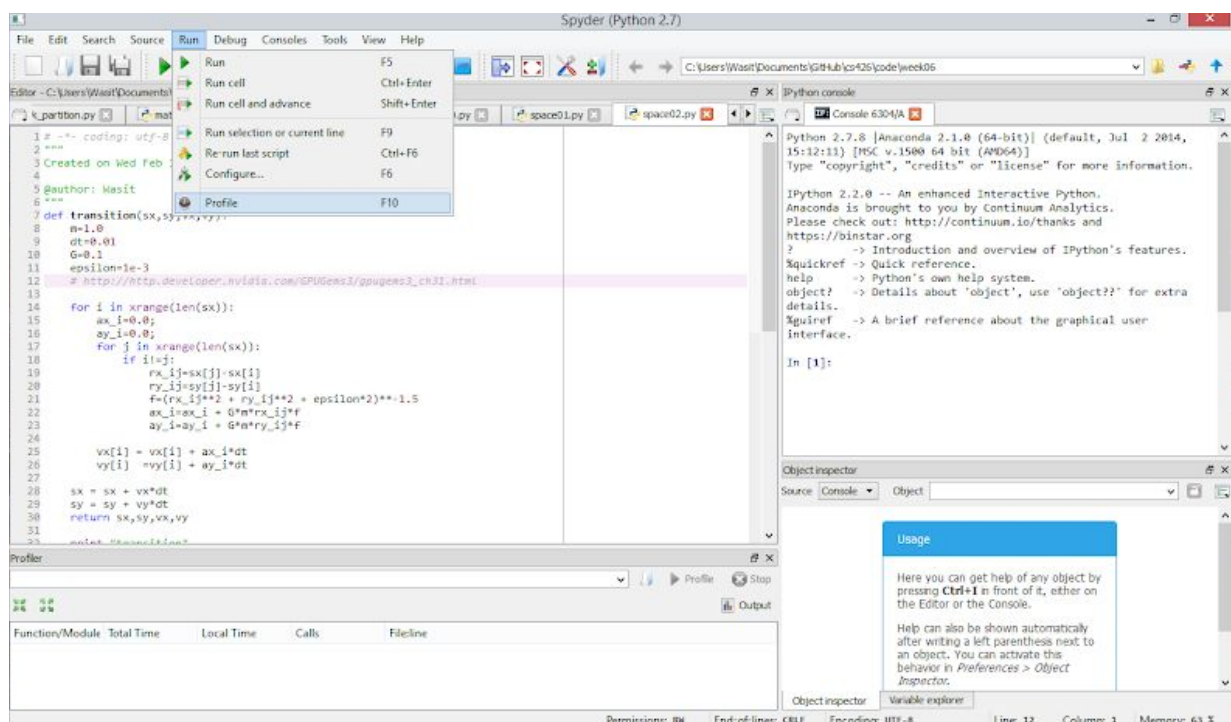 Spyder (Python 2.7)
File Edit Search Source Run Debug Consoles Tools View Help
Run F5
Run cell Ctrl+Enter
Run cell and advance Shift+Enter
Run selection or current line F9
Re-run last script Ctrl+F6
Configure... F6
Profile F10
C:\Users\Wasit\Documents\GitHub\cs426\code\week06
Editor - C:\Users\Wasit\Documents\
k_partition.py mat .py space01.py space02.py
1 # -*- coding: utf-8
2 """
3 Created on Wed Feb
4
5 @author: Wasit
6 """
7 def transition(sx,sy,vx,vy):
8 m=1.0
9 dt=0.01
10 G=0.1
11 epsilon=1e-3
12 # http://http.developer.nvidia.com/GPUGems3/gpugems3_ch31.html
13
14 for i in xrange(len(sx)):
15 ax_i=0.0;
16 ay_i=0.0;
17 for j in xrange(len(sx)):
18 if i!=j:
19 rx_ij=sx[j]-sx[i]
20 ry_ij=sy[j]-sy[i]
21 f=(rx_ij**2 + ry_ij**2 + epsilon*2)**-1.5
22 ax_i=ax_i + G*m*rx_ij*f
23 ay_i=ay_i + G*m*ry_ij*f
24
25 vx[i] = vx[i] + ax_i*dt
26 vy[i] =vy[i] + ay_i*dt
27
28 sx = sx + vx*dt
29 sy = sy + vy*dt
30 return sx,sy,vx,vy
31
32 print "transition"
Profiler
Profile Stop
Output
Function/Module Total Time Local Time Calls File:line
IPython console
Console 6304/A
Python 2.7.8 |Anaconda 2.1.0 (64-bit)| (default, Jul 2 2014,
15:12:11) [MSC v.1500 64 bit (AMD64)]
Type "copyright", "credits" or "license" for more information.
IPython 2.2.0 -- An enhanced Interactive Python.
Anaconda is brought to you by Continuum Analytics.
Please check out: http://continuum.io/thanks and
https://binstar.org
? -> Introduction and overview of IPython's features.
%quickref -> Quick reference.
help -> Python's own help system.
object? -> Details about 'object', use 'object??' for extra
details.
%guiref -> A brief reference about the graphical user
interface.
In [1]:
Object inspector
Source Console Object
Usage
Here you can get help of any object by
pressing Ctrl+I in front of it, either on
the Editor or the Console.
Help can also be shown automatically
after writing a left parenthesis next to
an object. You can activate this
behavior in Preferences > Object
Inspector.
Object inspector Variable explorer
Permissions: RW End-of-lines: CRLF Encoding: UTF-8 Line: 12 Column: 1 Memory: 63 %